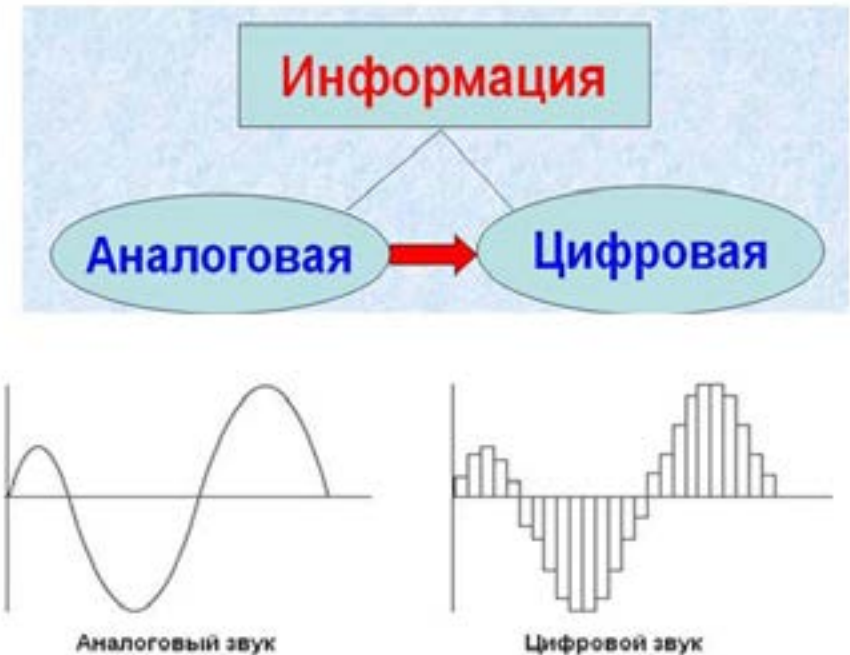 Информация
Аналоговая
Цифровая
Аналоговый звук
Цифровой звук